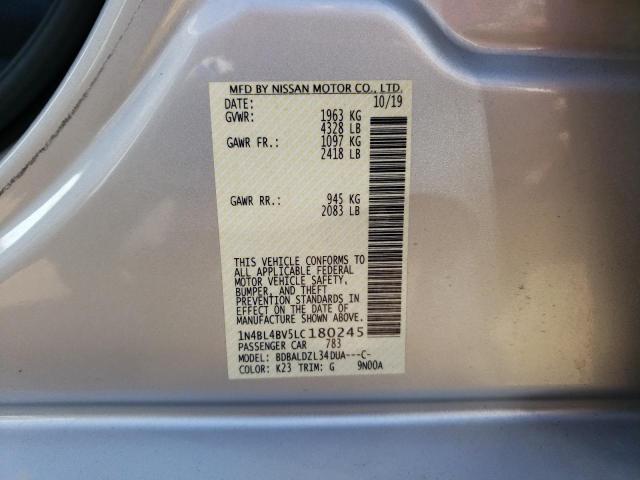 MFD BY NISSAN MOTOR CO., LTD.
DATE: 10/19
GVWR: 1963 KG
4328 LB
GAWR FR.: 1097 KG
2418 LB
GAWR RR.: 945 KG
2083 LB
THIS VEHICLE CONFORMS TO
ALL APPLICABLE FEDERAL
MOTOR VEHICLE SAFETY,
BUMPER, AND THEFT
PREVENTION STANDARDS IN
EFFECT ON THE DATE OF
MANUFACTURE SHOWN ABOVE.
1N4BL4BV5LC180245
PASSENGER CAR 783
MODEL: BDBALDZL34DUA---C-
COLOR: K23 TRIM: G 9N00A